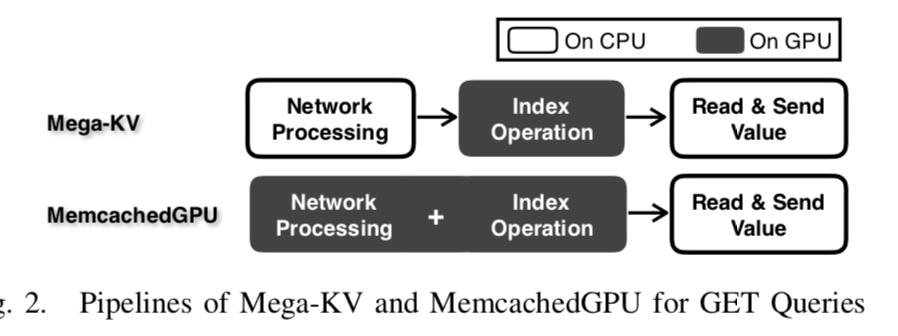 On CPU On GPU
Mega-KV
Network
Processing
Index
Operation
Read & Send
Value
MemcachedGPU
Network
Processing
+
Index
Operation
Read & Send
Value
g. 2. Pipelines of Mega-KV and MemcachedGPU for GET Queries